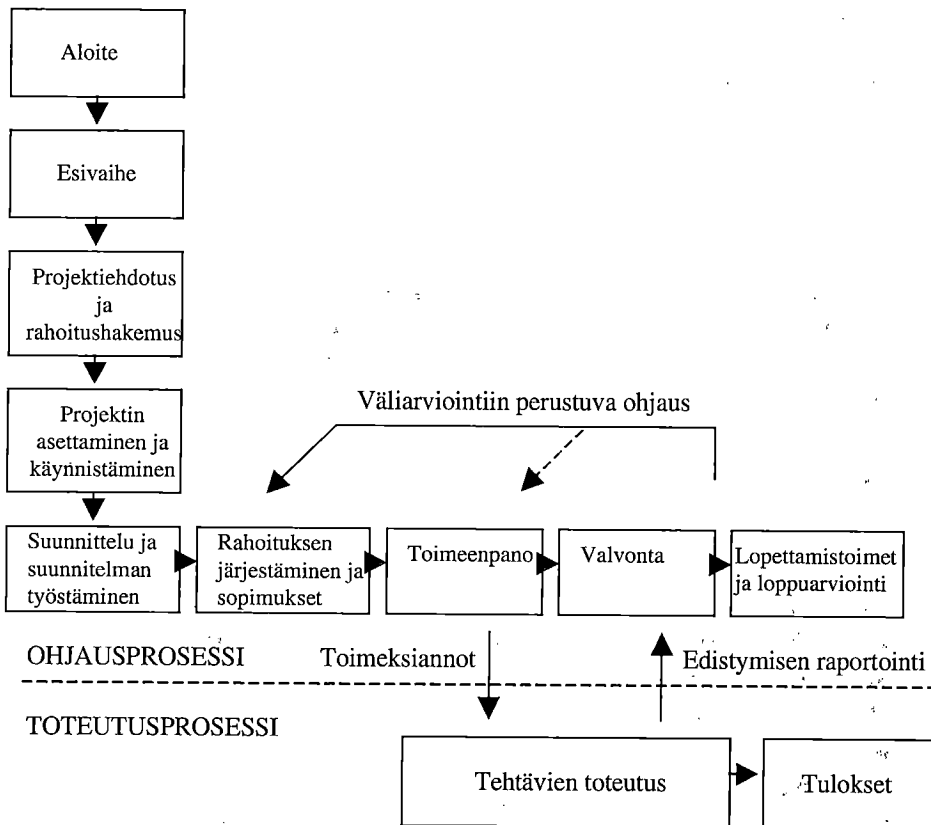 Aloite
Esivaihe
Projektiehdotus
ja
rahoitushakemus
Projektin
asettaminen ja
käynnistäminen
Väliarviointiin perustuva ohjaus
Suunnittelu ja
suunnitelman
työstäminen
Rahoituksen
järjestäminen ja
sopimukset
Toimeenpano
Valvonta
Lopettamistoimet
ja loppuarviointi
OHJAUSPROSESSI
Toimeksiannot
Edistymisen raportointi
TOTEUTUSPROSESSI
Tehtävien toteutus
Tulokset